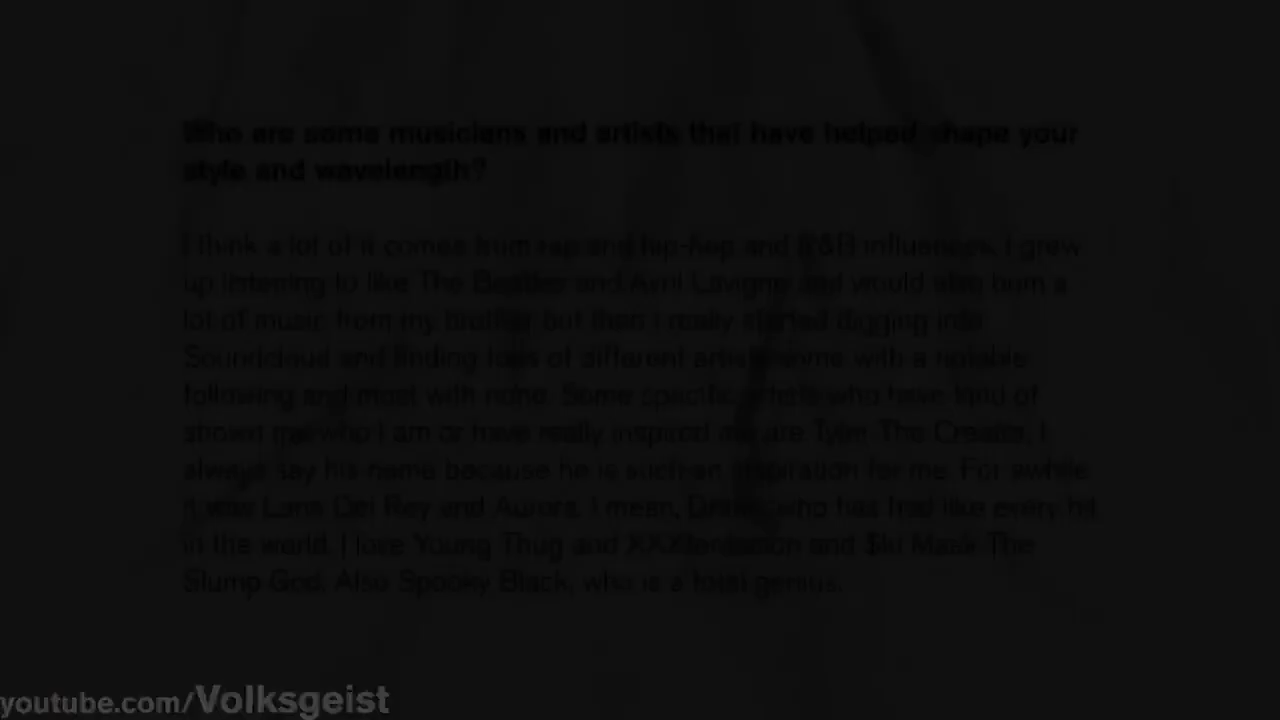 Who are some musicians and artists that have helped shape your
style and wavelength?
I think a lot of it comes from rap and hip-hop and R&B influences. I grew
up listening to like The Beatles and Avril Lavigne and would also burn a
lot of music from my brother but then I really started digging into
Soundcloud and finding tons of different artists some with a notable
following and most with none. Some specific artists who have kind of
shown me who I am or have really inspired me are Tyler The Creator. I
always say his name because he is such an inspiration for me. For awhile
it was Lana Del Rey and Aurora. I mean, Drake, who has had like every hit
in the world. I love Young Thug and XXXtentacion and Ski Mask The
Slump God. Also Spooky Black, who is a total genius.
youtube.com/Volksgeist